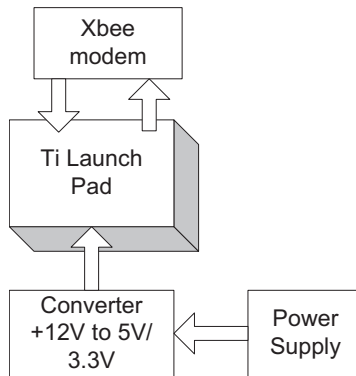 Xbee
modem
Ti Launch
Pad
Converter
+12V to 5V/
3.3V
Power
Supply